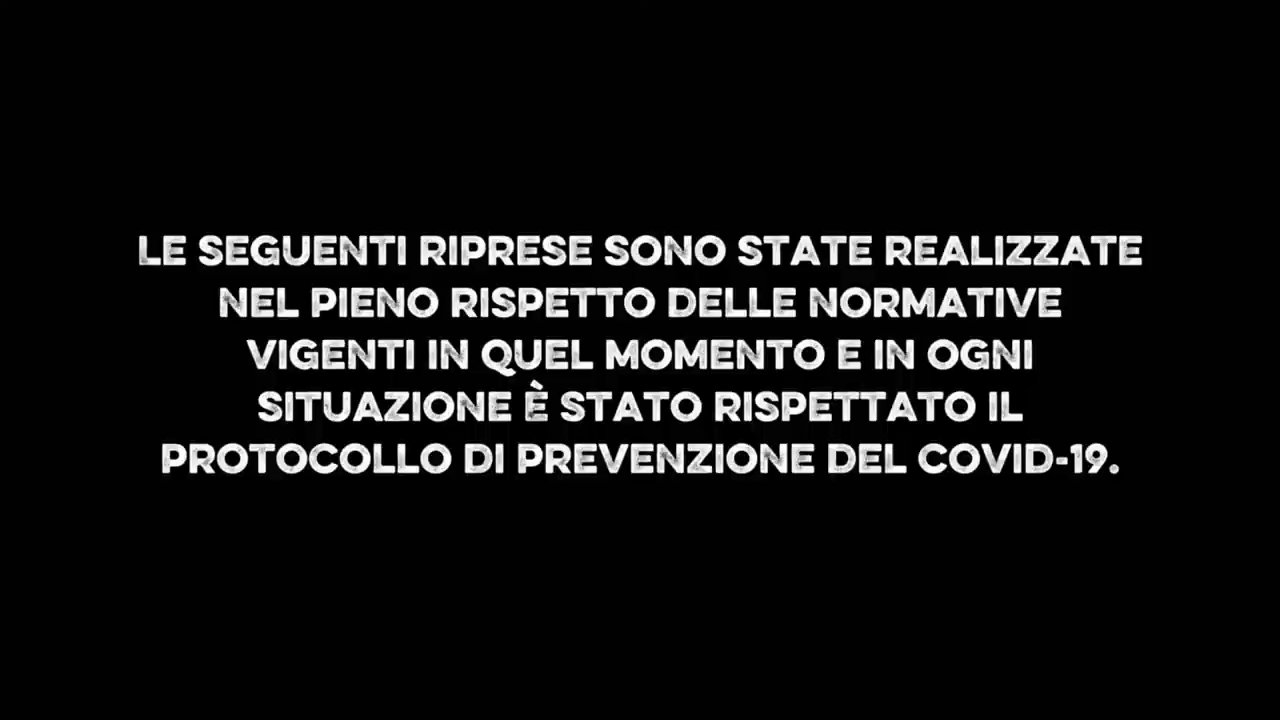 LE SEGUENTI RIPRESE SONO STATE REALIZZATE
NEL PIENO RISPETTO DELLE NORMATIVE
VIGENTI IN QUEL MOMENTO E IN OGNI
SITUAZIONE È STATO RISPETTATO IL
PROTOCOLLO DI PREVENZIONE DEL COVID-19.